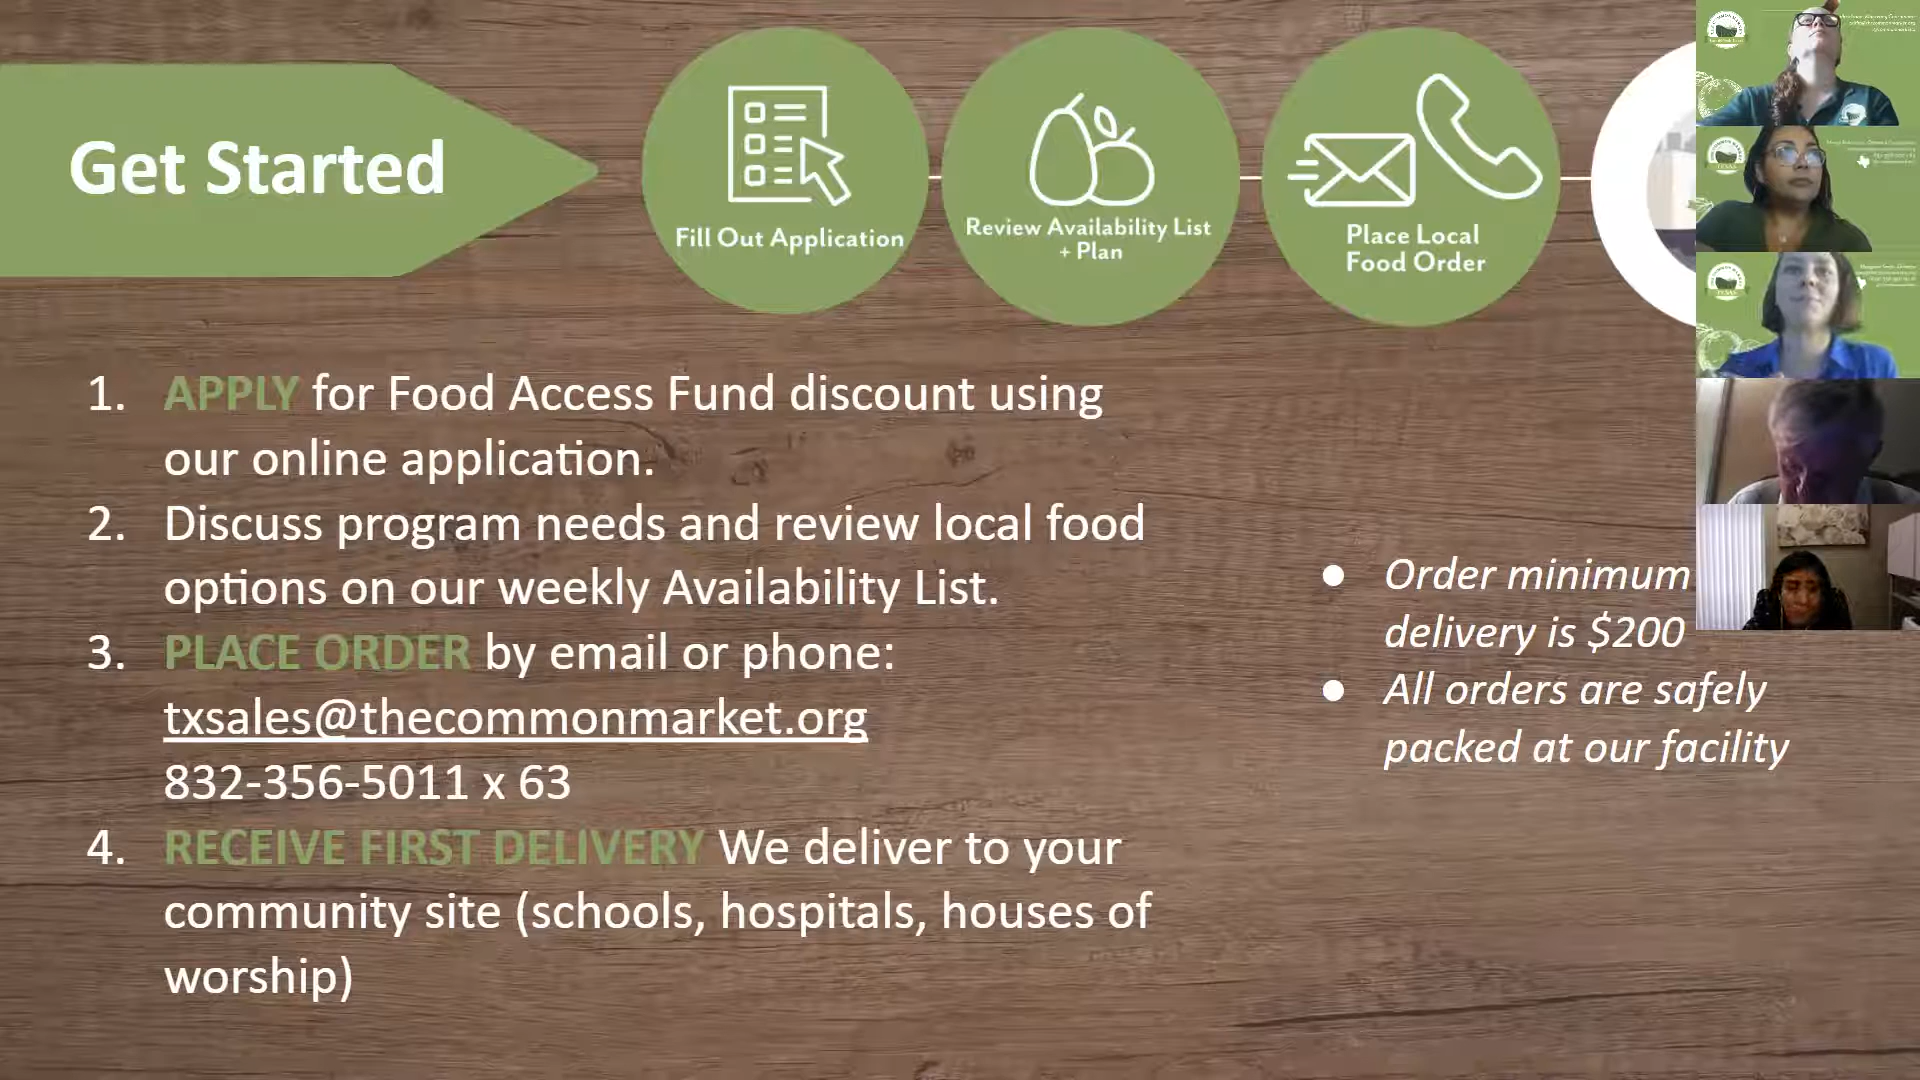 Get Started
Fill Out Application
Review Availability List
+ Plan
Place Local
Food Order
1. APPLY for Food Access Fund discount using
our online application.
2. Discuss program needs and review local food
options on our weekly Availability List.
3. PLACE ORDER by email or phone:
txsales@thecommonmarket.org
832-356-5011 x 63
4. RECEIVE FIRST DELIVERY We deliver to your
community site (schools, hospitals, houses of
worship)
● Order minimum
delivery is $200
● All orders are safely
packed at our facility